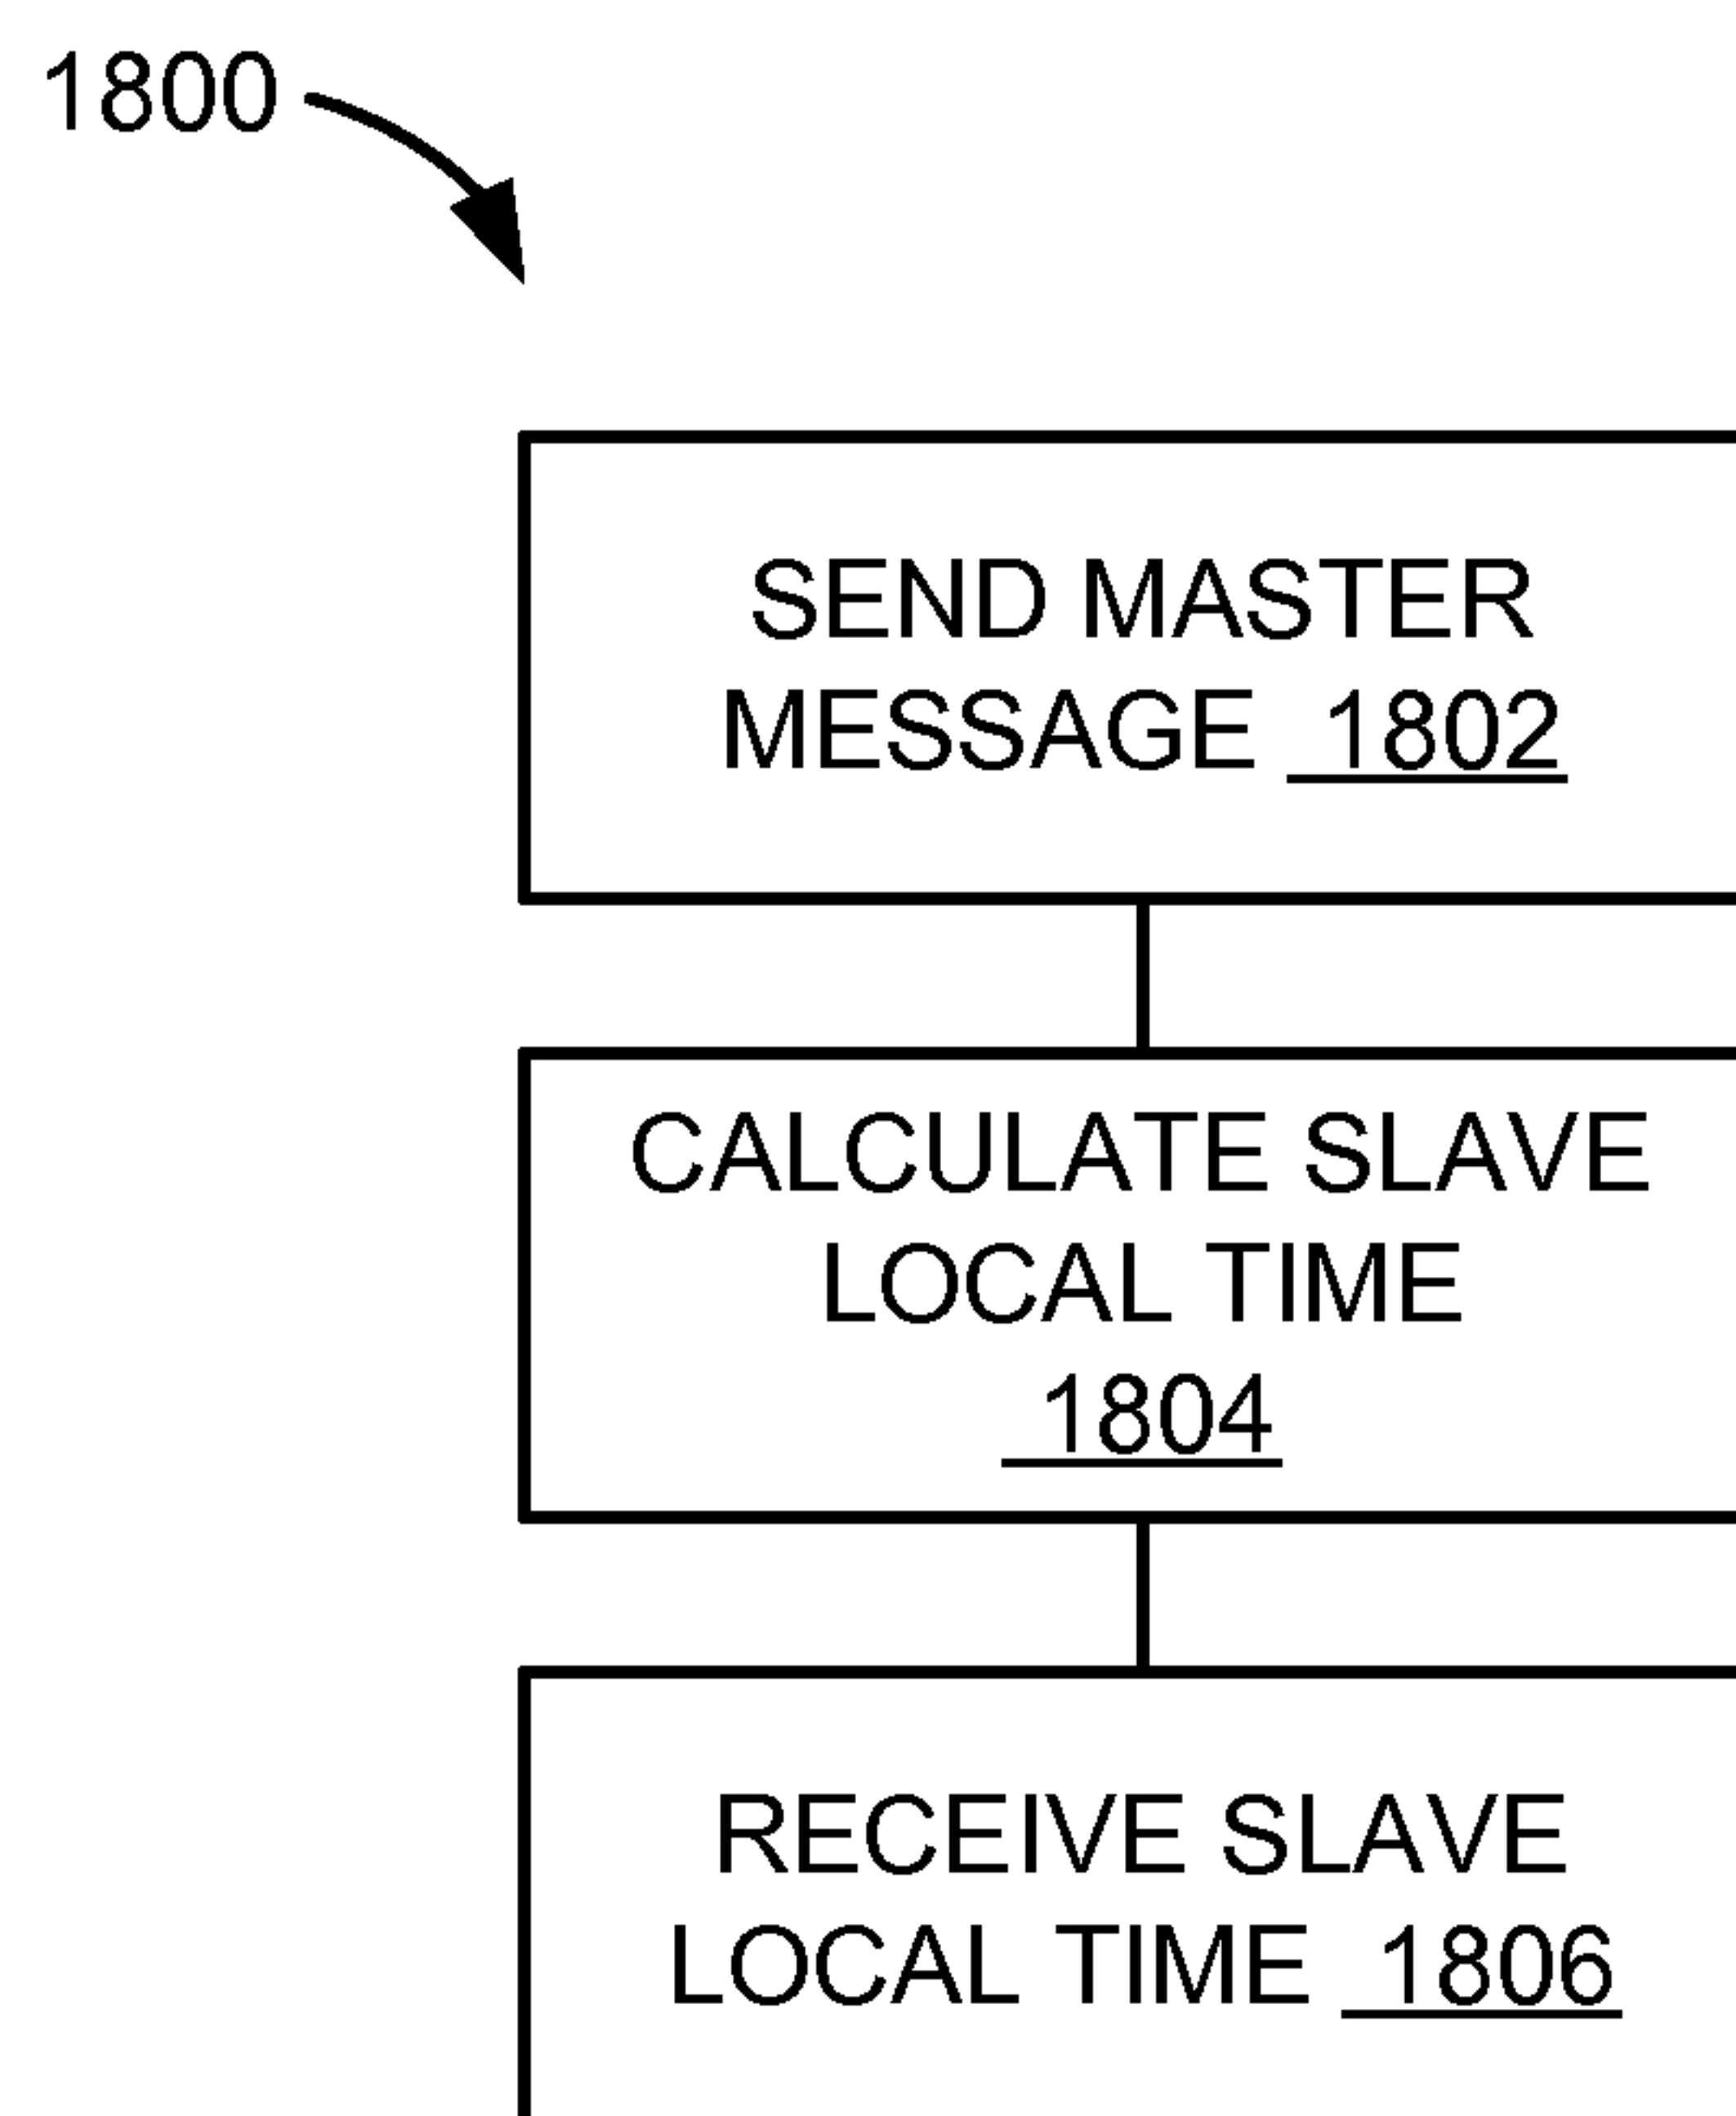 1800
SEND MASTER
MESSAGE 1802
CALCULATE SLAVE
LOCAL TIME
1804
RECEIVE SLAVE
LOCAL TIME 1806